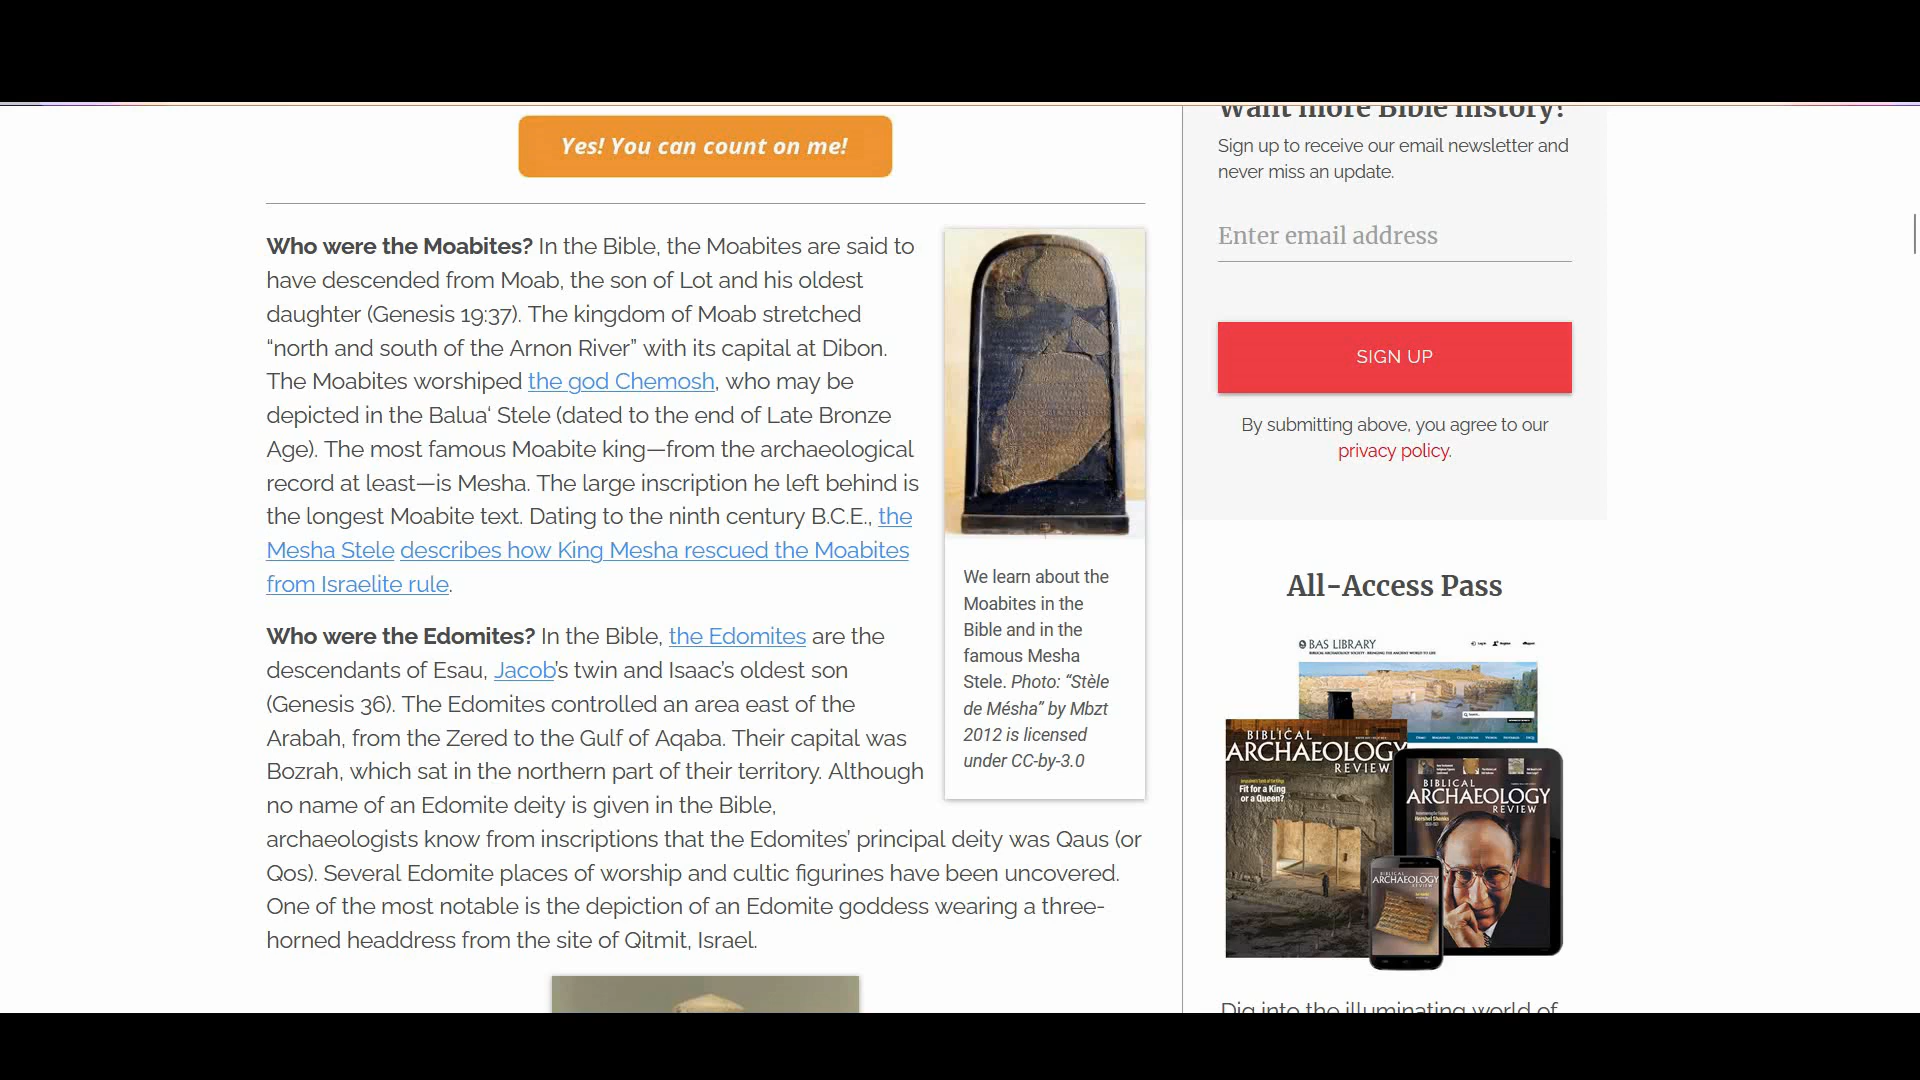 Yes! You can count on me!
Who were the Moabites? In the Bible, the Moabites are said to
have descended from Moab, the son of Lot and his oldest
daughter (Genesis 19:37). The kingdom of Moab stretched
“north and south of the Arnon River” with its capital at Dibon.
The Moabites worshiped the god Chemosh, who may be
depicted in the Balua‘ Stele (dated to the end of Late Bronze
Age). The most famous Moabite king—from the archaeological
record at least—is Mesha. The large inscription he left behind is
the longest Moabite text. Dating to the ninth century B.C.E., the
Mesha Stele describes how King Mesha rescued the Moabites
from Israelite rule.
We learn about the
Moabites in the
Bible and in the
famous Mesha
Stele. Photo: “Stèle
de Mésha” by Mbzt
2012 is licensed
under CC-by-3.0
Who were the Edomites? In the Bible, the Edomites are the
descendants of Esau, Jacob’s twin and Isaac’s oldest son
(Genesis 36). The Edomites controlled an area east of the
Arabah, from the Zered to the Gulf of Aqaba. Their capital was
Bozrah, which sat in the northern part of their territory. Although
no name of an Edomite deity is given in the Bible,
archaeologists know from inscriptions that the Edomites’ principal deity was Qaus (or
Qos). Several Edomite places of worship and cultic figurines have been uncovered.
One of the most notable is the depiction of an Edomite goddess wearing a three-
horned headdress from the site of Qitmit, Israel.
Want more Bible history?
Sign up to receive our email newsletter and
never miss an update.
Enter email address
SIGN UP
By submitting above, you agree to our
privacy policy.
All-Access Pass
BAS LIBRARY
BIBLICAL
ARCHAEOLOGY
REVIEW
Fit for a King
or a Queen?
BIBLICAL
ARCHAEOLOGY
REVIEW
Hershel Shanks
BIBLICAL
ARCHAEOLOGY
REVIEW
Dig into the illuminating world of